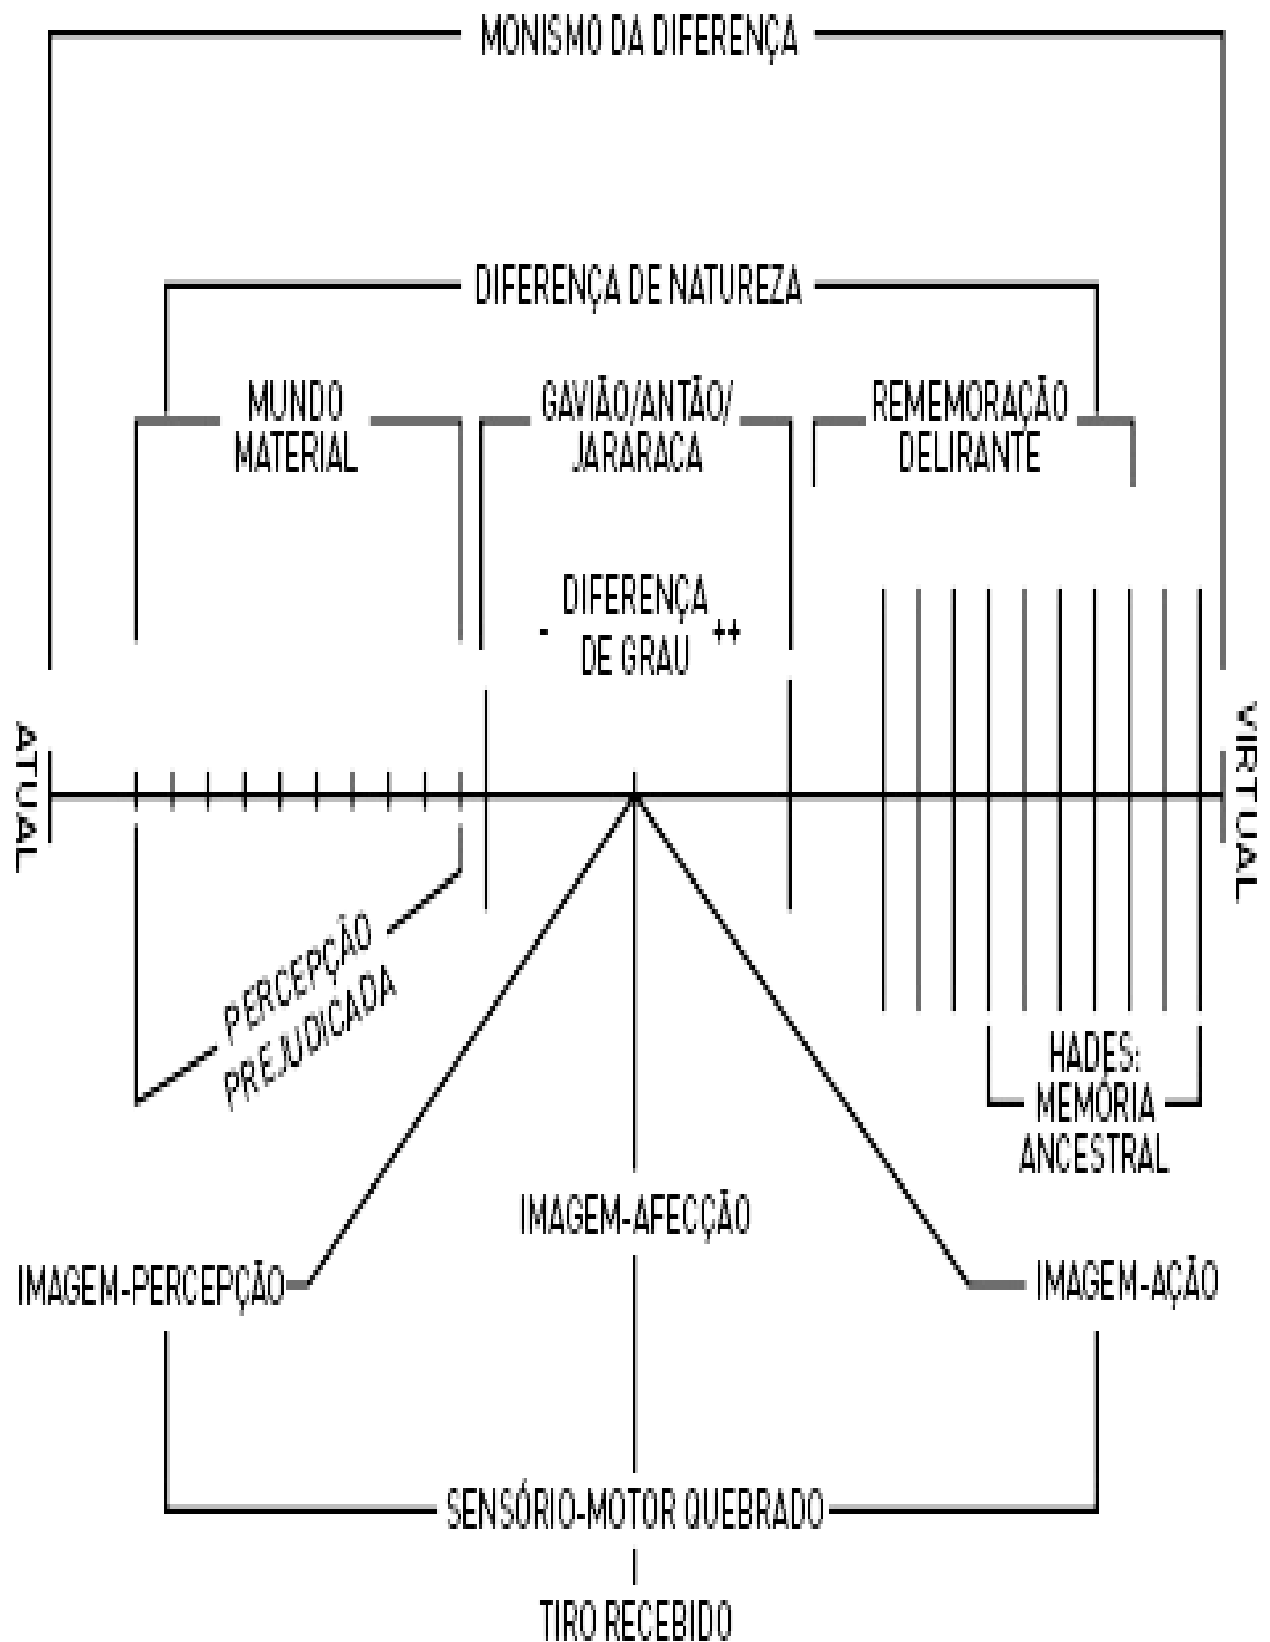 MONISMO DA DIFERENÇA
DIFERENÇA DE NATUREZA
MUNDO
MATERIAL
GAVIÃO/ANTÃO/
JARARACA
REMEMORAÇÃO
DELIRANTE
DIFERENÇA
- DE GRAU ++
ATUAL
VIRTUAL
PERCEPÇÃO
PREJUDICADA
HADES:
MEMÓRIA
ANCESTRAL
IMAGEM-AFECÇÃO
IMAGEM-PERCEPÇÃO
IMAGEM-AÇÃO
SENSÓRIO-MOTOR QUEBRADO
TIRO RECEBIDO